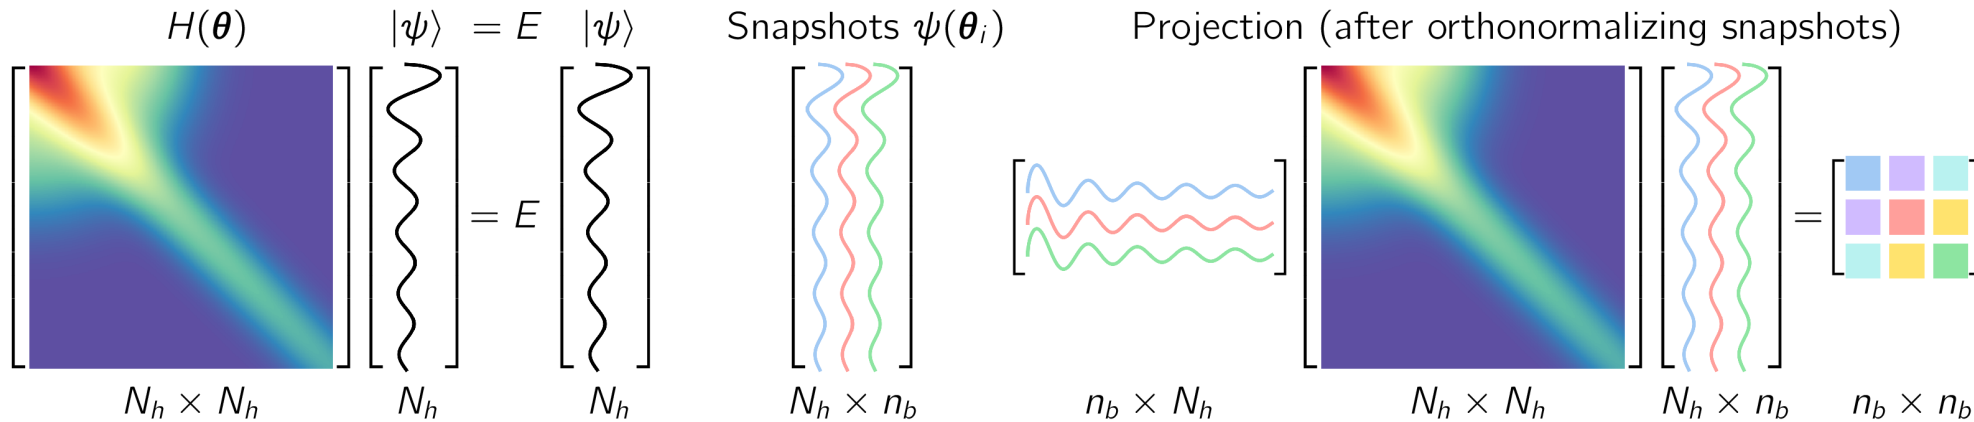 H(θ) |ψ⟩ = E |ψ⟩ Snapshots ψ(θᵢ) Projection (after orthonormalizing snapshots)
= E =
N_h × N_h N_h N_h N_h × n_b n_b × N_h N_h × N_h N_h × n_b n_b × n_b